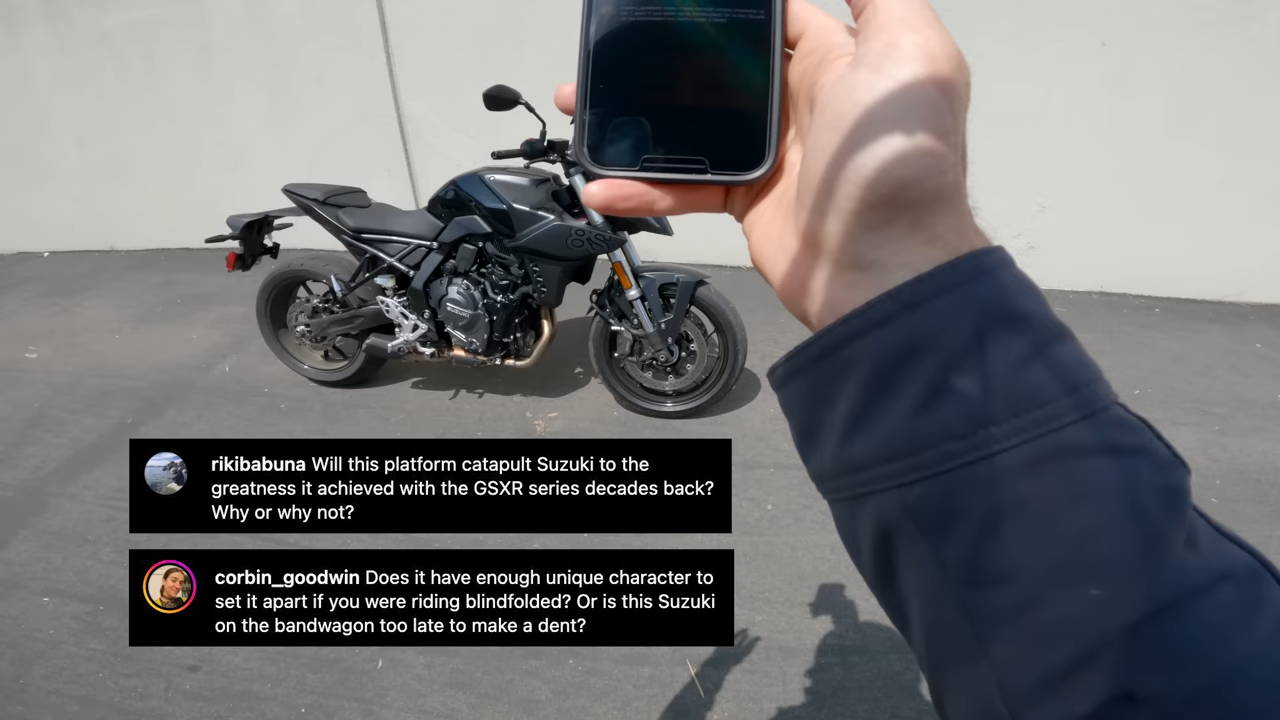 SUZUKI
rikibabuna Will this platform catapult Suzuki to the
greatness it achieved with the GSXR series decades back?
Why or why not?
corbin_goodwin Does it have enough unique character to
set it apart if you were riding blindfolded? Or is this Suzuki
on the bandwagon too late to make a dent?